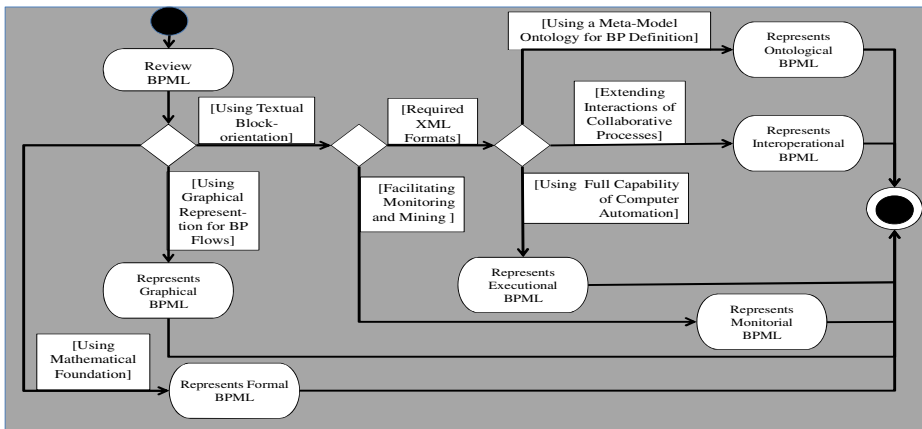 [Using a Meta-Model
Ontology for BP Definition]
Represents
Ontological
BPML
Review
BPML
[Using Textual
Block-
orientation]
[Required
XML
Formats]
[Extending
Interactions of
Collaborative
Processes]
Represents
Interoperational
BPML
[Using
Graphical
Represent-
tion for BP
Flows]
[Facilitating
Monitoring
and Mining ]
[Using Full Capability
of Computer
Automation]
Represents
Graphical
BPML
Represents
Executional
BPML
Represents
Monitorial
BPML
[Using
Mathematical
Foundation]
Represents Formal
BPML